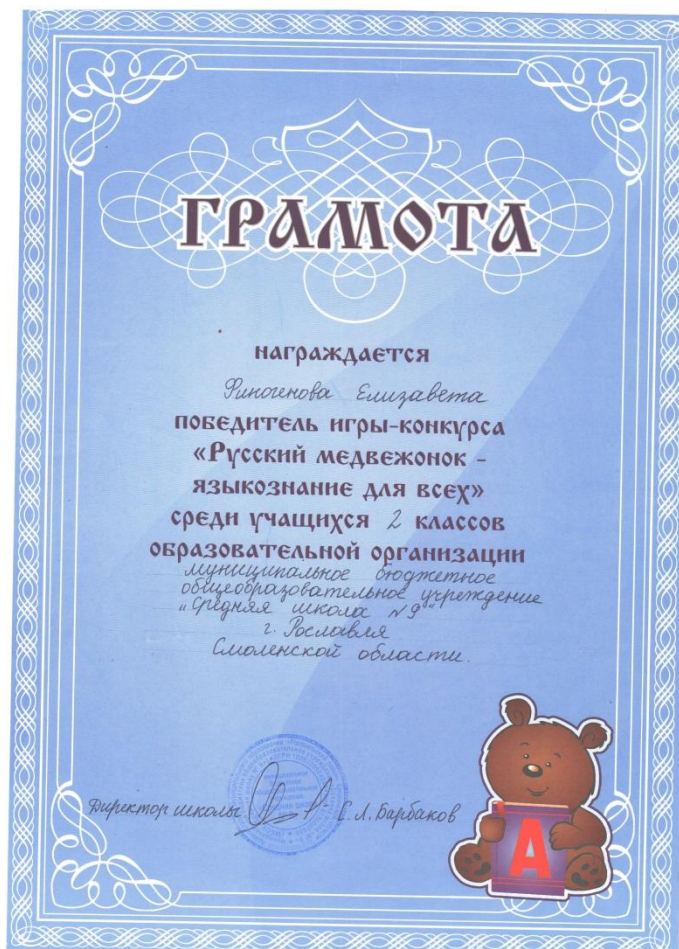 ГРАМОТА
награждается
Финогенова Елизавета
победитель игры-конкурса
«Русский медвежонок -
языкознание для всех»
среди учащихся 2 классов
образовательной организации
муниципальное бюджетное
общеобразовательное учреждение
"Средняя школа №9"
г. Рославля
Смоленской области.
Директор школы С.Л. Барбаков
А